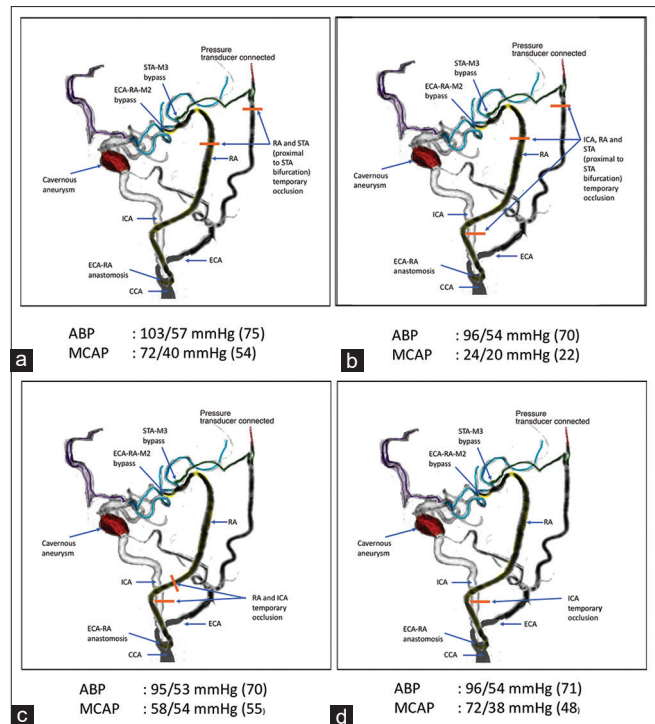 Pressure
transducer connected
STA-M3
bypass
ECA-RA-M2
bypass
RA and STA
(proximal
to STA
bifurcation)
temporary
occlusion
RA
Cavernous
aneurysm
ICA
ECA
ECA-RA
anastomosis
CCA
a
ABP : 103/57 mmHg (75)
MCAP : 72/40 mmHg (54)
Pressure
transducer connected
STA-M3
bypass
ECA-RA-M2
bypass
ICA, RA and
STA
(proximal to
STA
bifurcation)
temporary
occlusion
RA
Cavernous
aneurysm
ICA
ECA
ECA-RA
anastomosis
CCA
b
ABP : 96/54 mmHg (70)
MCAP : 24/20 mmHg (22)
Pressure
transducer connected
STA-M3
bypass
ECA-RA-M2
bypass
RA
Cavernous
aneurysm
ICA
RA and ICA
temporary
occlusion
ECA
ECA-RA
anastomosis
CCA
c
ABP : 95/53 mmHg (70)
MCAP : 58/54 mmHg (55)
Pressure
transducer connected
STA-M3
bypass
ECA-RA-M2
bypass
RA
Cavernous
aneurysm
ICA
ICA
temporary
occlusion
ECA
ECA-RA
anastomosis
CCA
d
ABP : 96/54 mmHg (71)
MCAP : 72/38 mmHg (48)